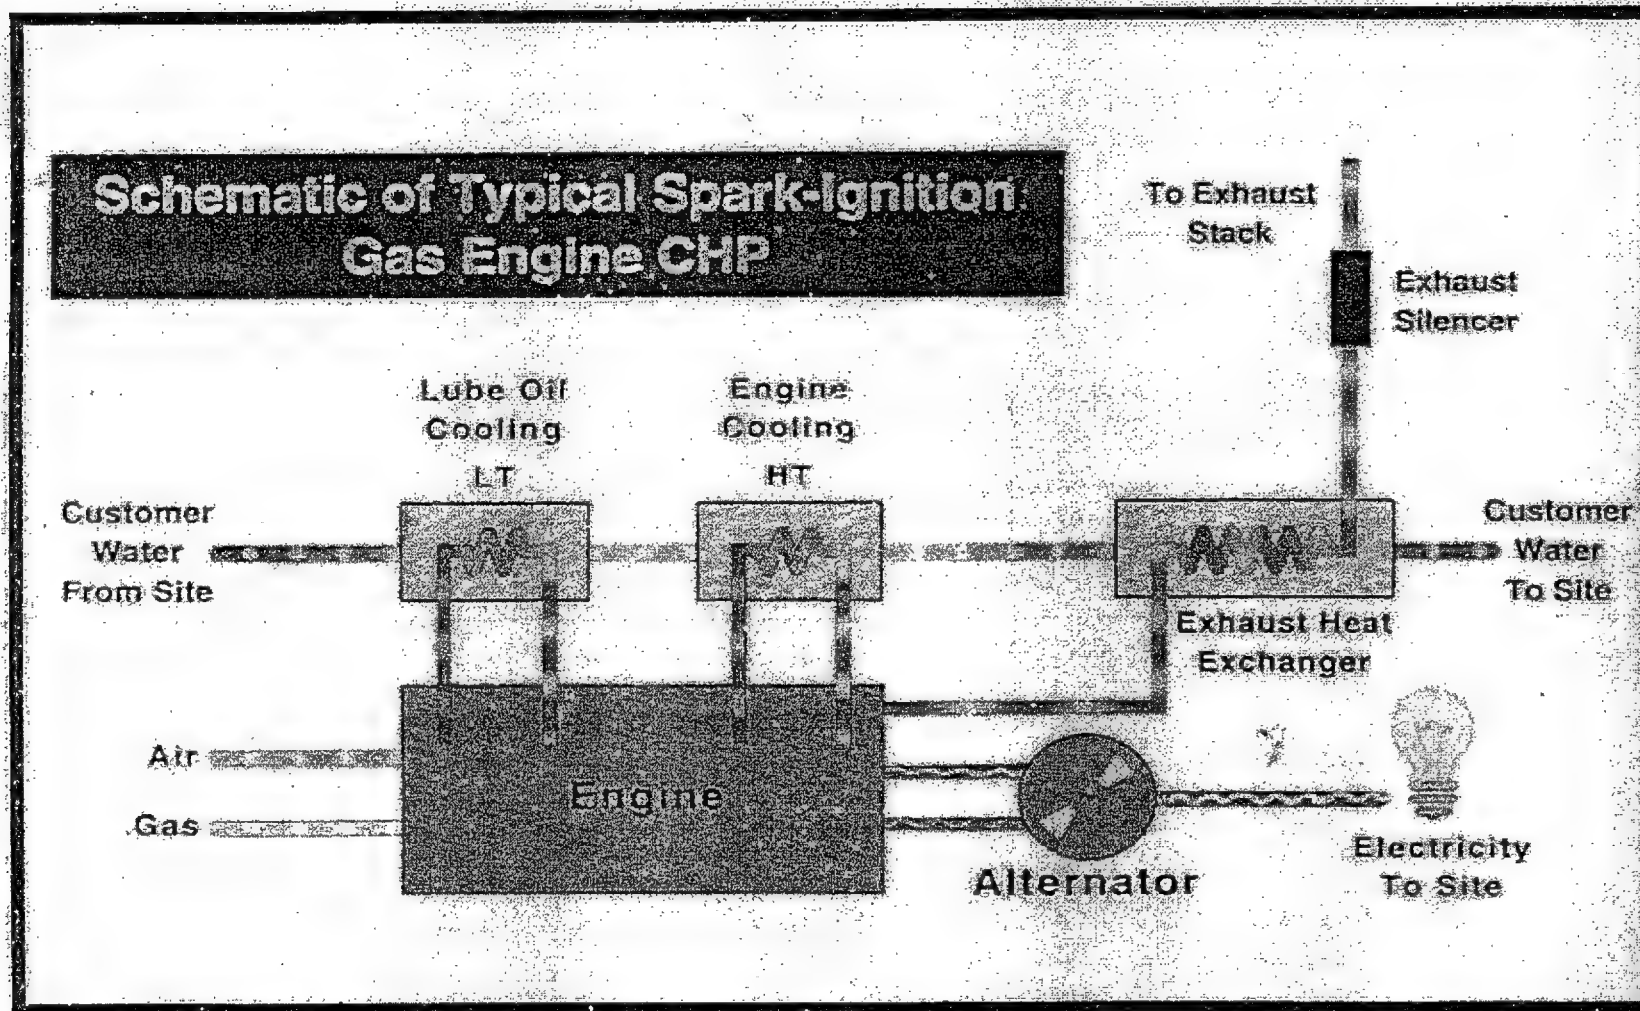 Schematic of Typical Spark-Ignition
Gas Engine CHP
To Exhaust
Stack
Exhaust
Silencer
Lube Oil
Cooling
LT
Engine
Cooling
HT
Customer
Water
From Site
Customer
Water
To Site
Exhaust Heat
Exchanger
Air
Gas
Engine
Alternator
Electricity
To Site